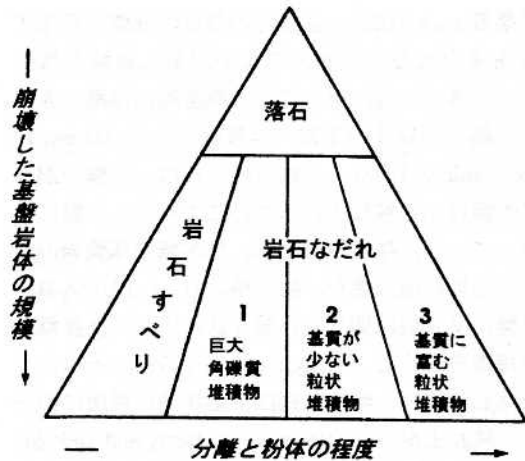 落石
崩壊した基盤岩体の規模
岩石すべり
岩石なだれ
1
巨大
角礫質
堆積物
2
基質が
少ない
粒状
堆積物
3
基質に
富む
粒状
堆積物
分離と粉体の程度